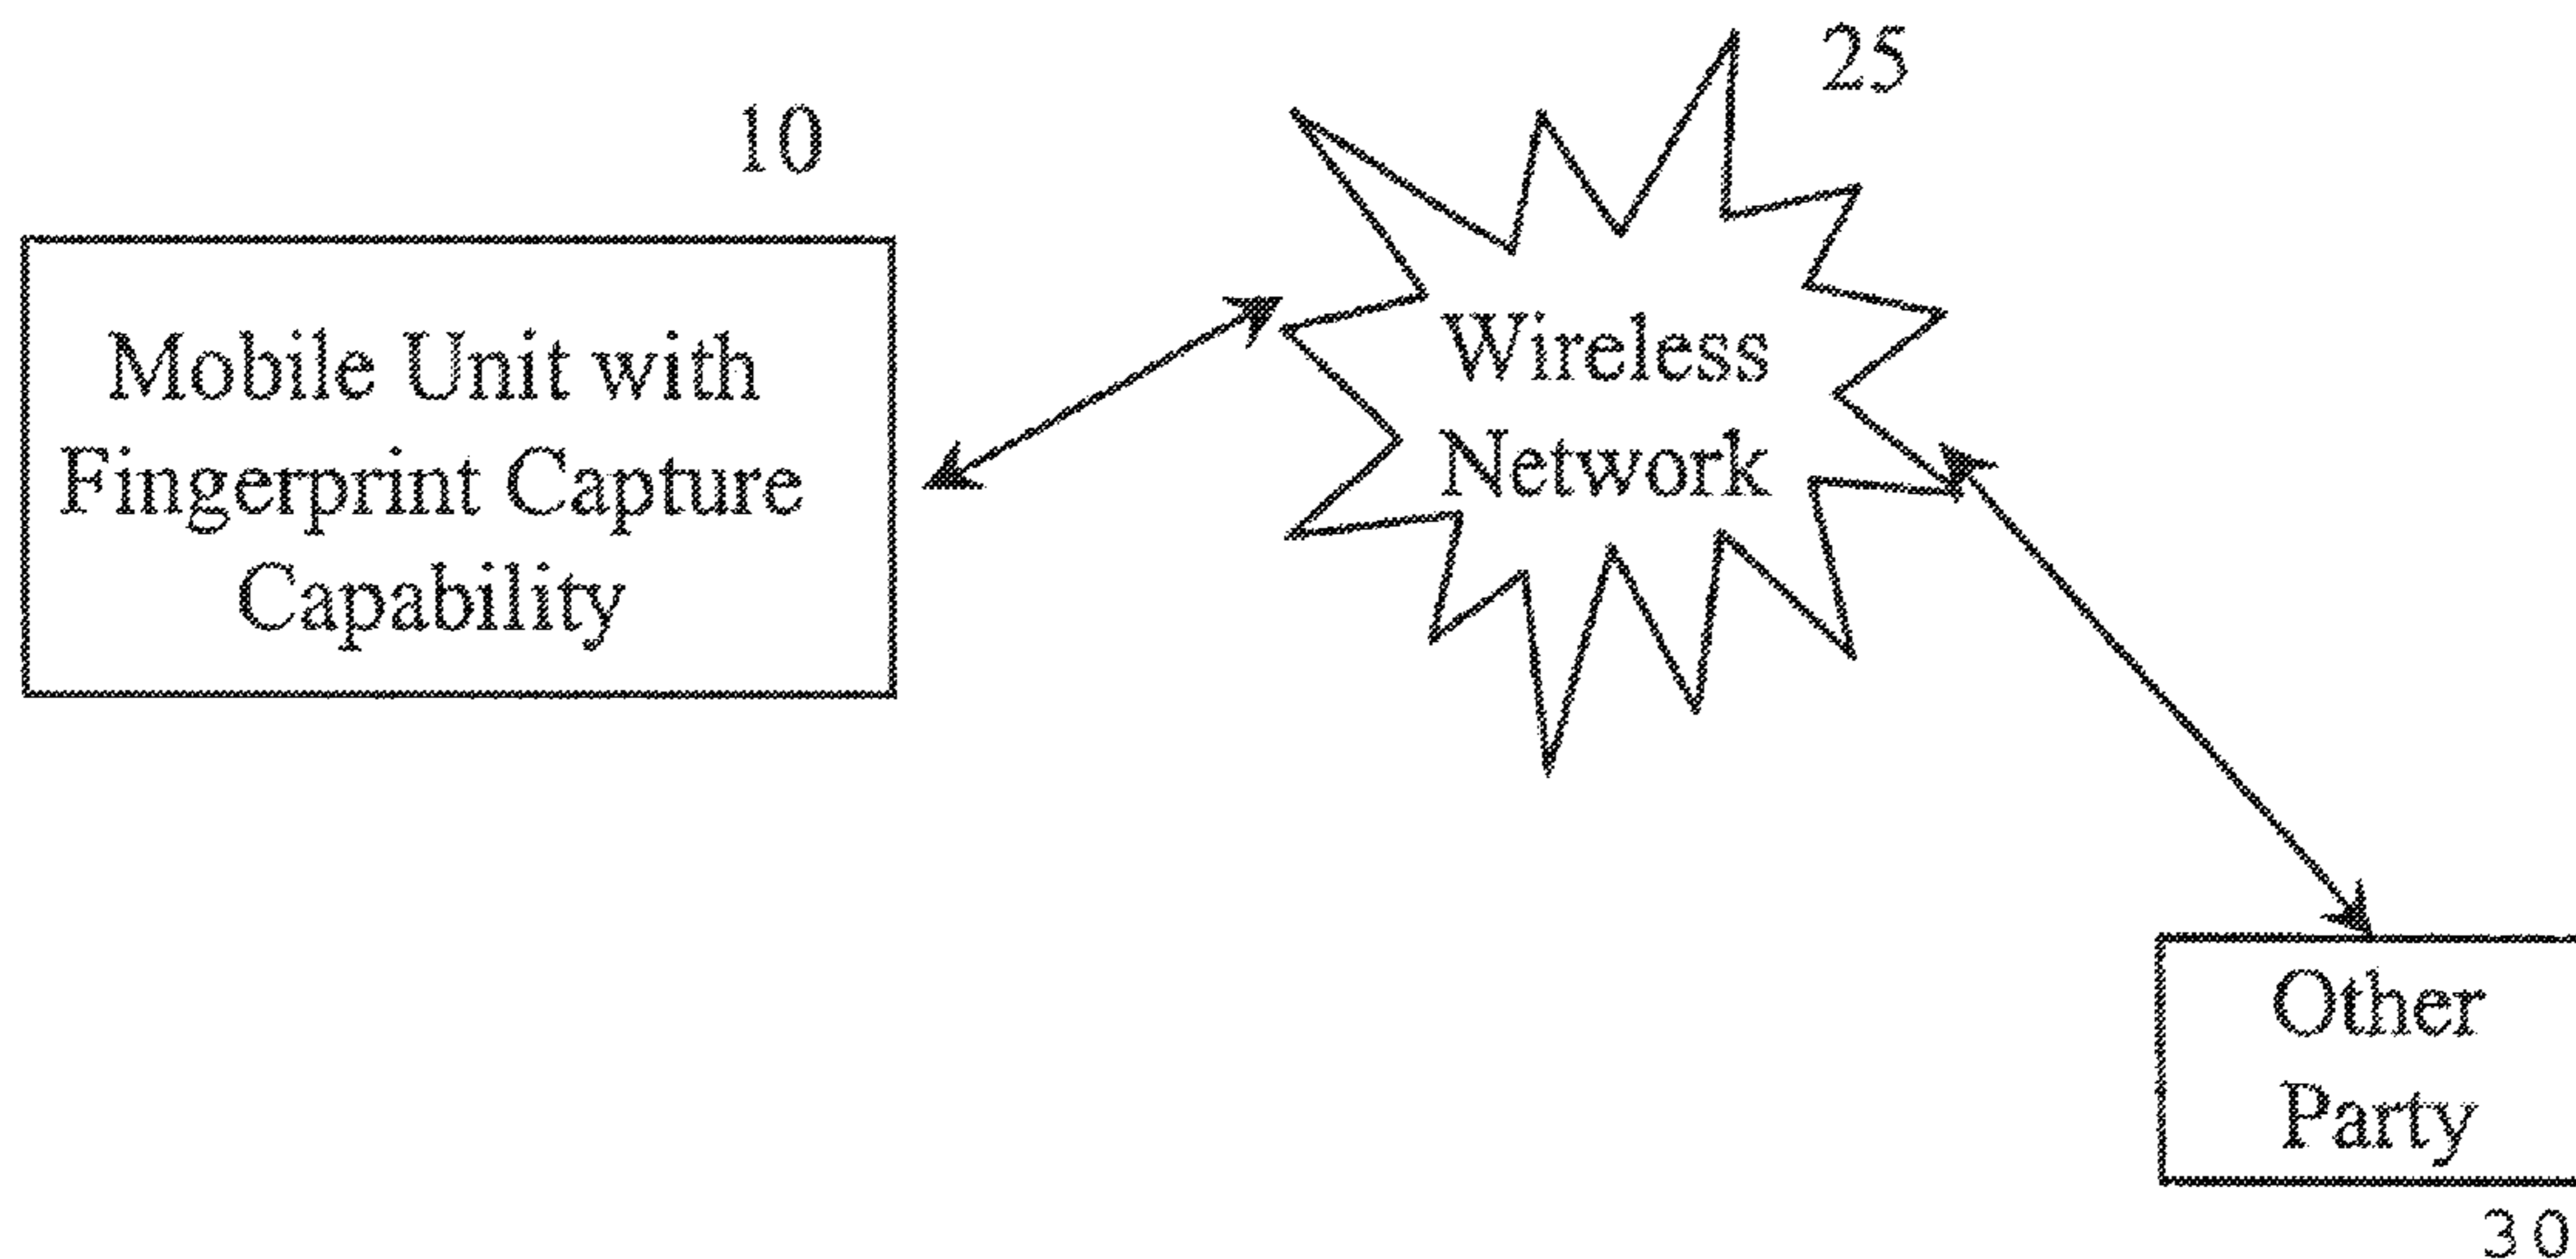 25
10
Mobile Unit with
Fingerprint Capture
Capability
Wireless
Network
Other
Party
30